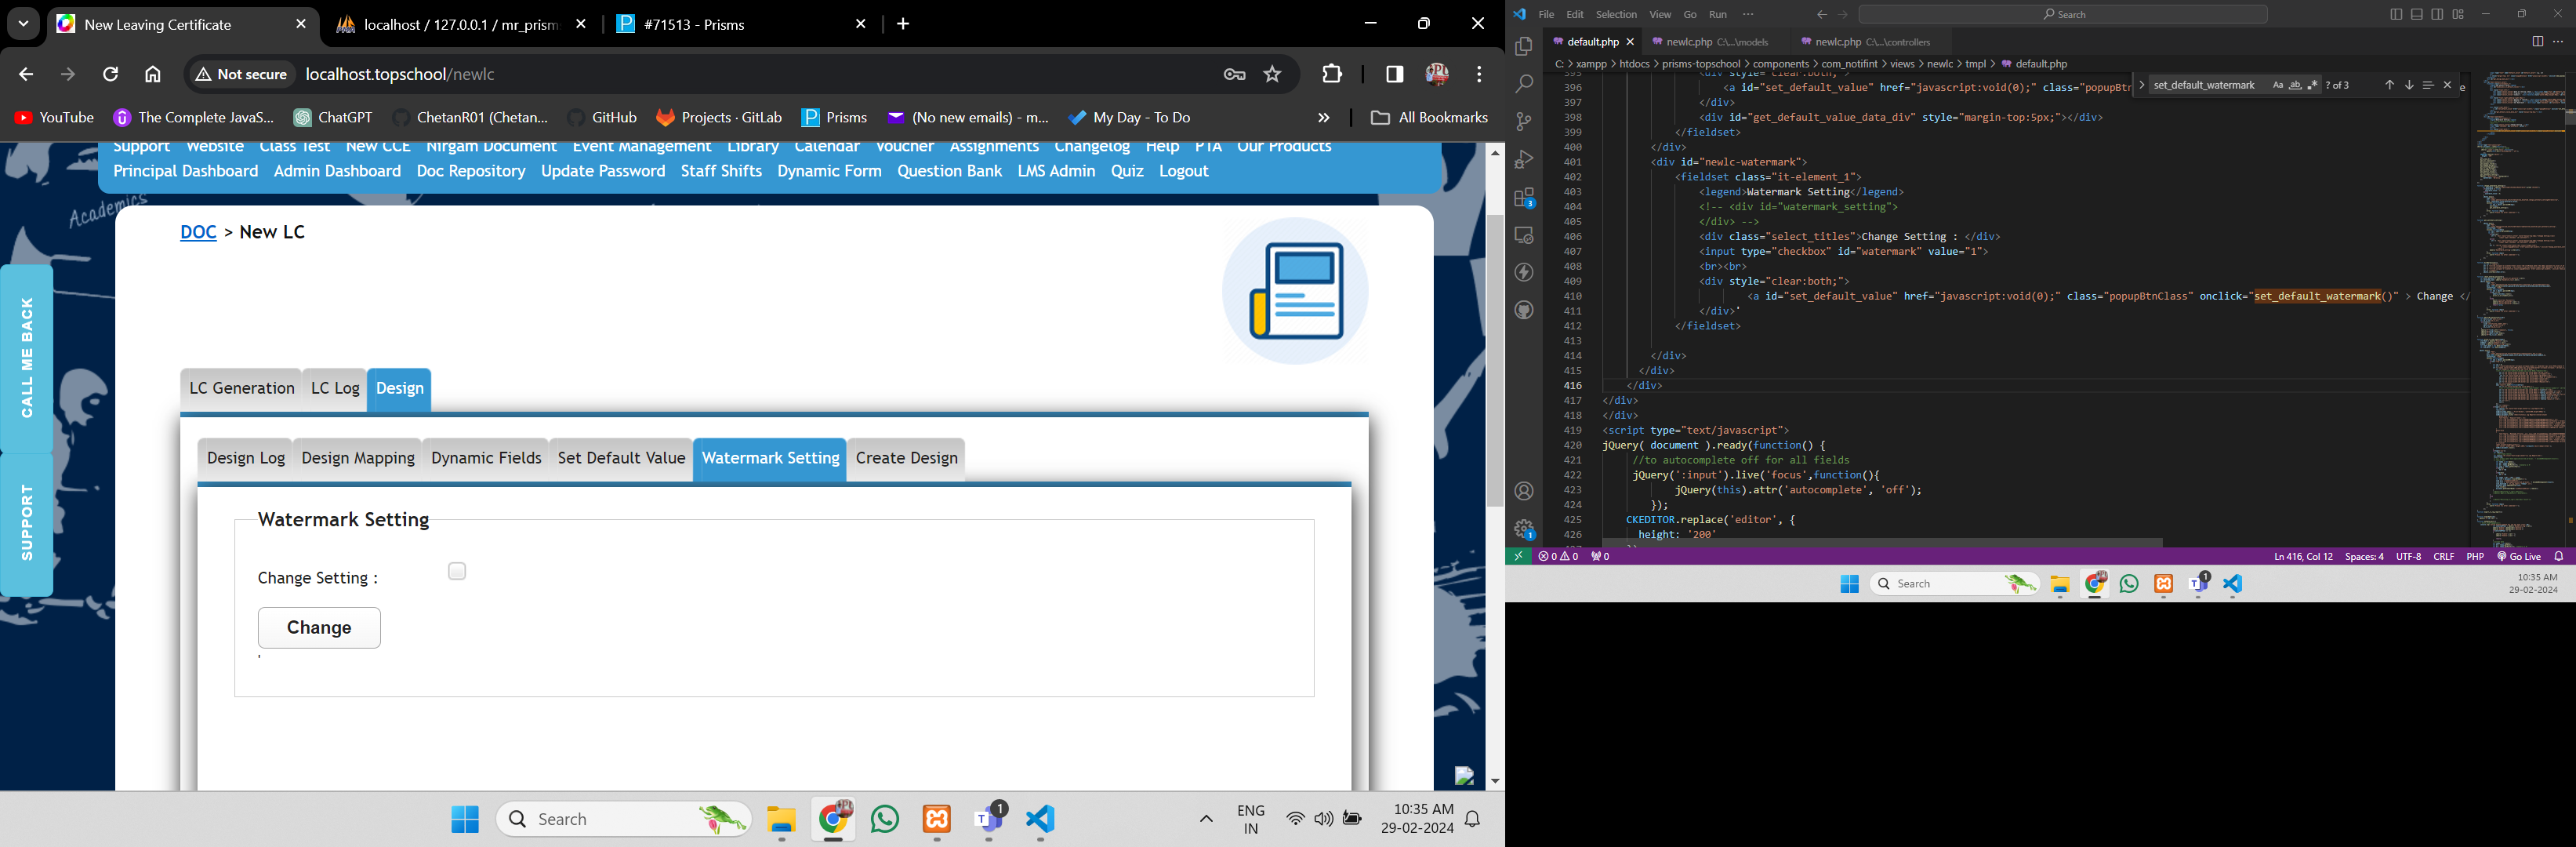 New Leaving Certificate
localhost / 127.0.0.1 / mr_prism
#71513 - Prisms
Not secure
localhost.topschool/newlc
YouTube
The Complete JavaS...
ChatGPT
ChetanR01 (Chetan...
GitHub
Projects · GitLab
Prisms
(No new emails) - m...
My Day - To Do
»
All Bookmarks
Support Website Class Test New CCE Nirgam Document Event Management Library Calendar Voucher Assignments Changelog Help PTA Our Products
Principal Dashboard Admin Dashboard Doc Repository Update Password Staff Shifts Dynamic Form Question Bank LMS Admin Quiz Logout
Academics
DOC > New LC
CALL ME BACK
SUPPORT
LC Generation LC Log Design
Design Log Design Mapping Dynamic Fields Set Default Value Watermark Setting Create Design
Watermark Setting
Change Setting :
Change
'
Search
1
ENG
IN
10:35 AM
29-02-2024
File Edit Selection View Go Run ···
Search
default.php
newlc.php C:\...\models
newlc.php C:\...\controllers
C: > xampp > htdocs > prisms-topschool > components > com_notifint > views > newlc > tmpl > default.php
set_default_watermark
Aa ab .*
? of 3
395 <div style="clear:both;">
396 <a id="set_default_value" href="javascript:void(0);" class="popupBtn
397 </div>
398 <div id="get_default_value_data_div" style="margin-top:5px;"></div>
399 </fieldset>
400 </div>
401 <div id="newlc-watermark">
402 <fieldset class="it-element_1">
403 <legend>Watermark Setting</legend>
404 <!-- <div id="watermark_setting">
405 </div> -->
406 <div class="select_titles">Change Setting : </div>
407 <input type="checkbox" id="watermark" value="1">
408 <br><br>
409 <div style="clear:both;">
410 <a id="set_default_value" href="javascript:void(0);" class="popupBtnClass" onclick="set_default_watermark()" > Change </
411 </div>'
412 </fieldset>
413
414 </div>
415 </div>
416 </div>
417 </div>
418 </div>
419 <script type="text/javascript">
420 jQuery( document ).ready(function() {
421 //to autocomplete off for all fields
422 jQuery(':input').live('focus',function(){
423 jQuery(this).attr('autocomplete', 'off');
424 });
425 CKEDITOR.replace('editor', {
426 height: '200'
3
1
0 0
0
Ln 416, Col 12
Spaces: 4
UTF-8
CRLF
PHP
Go Live
Search
1
10:35 AM
29-02-2024